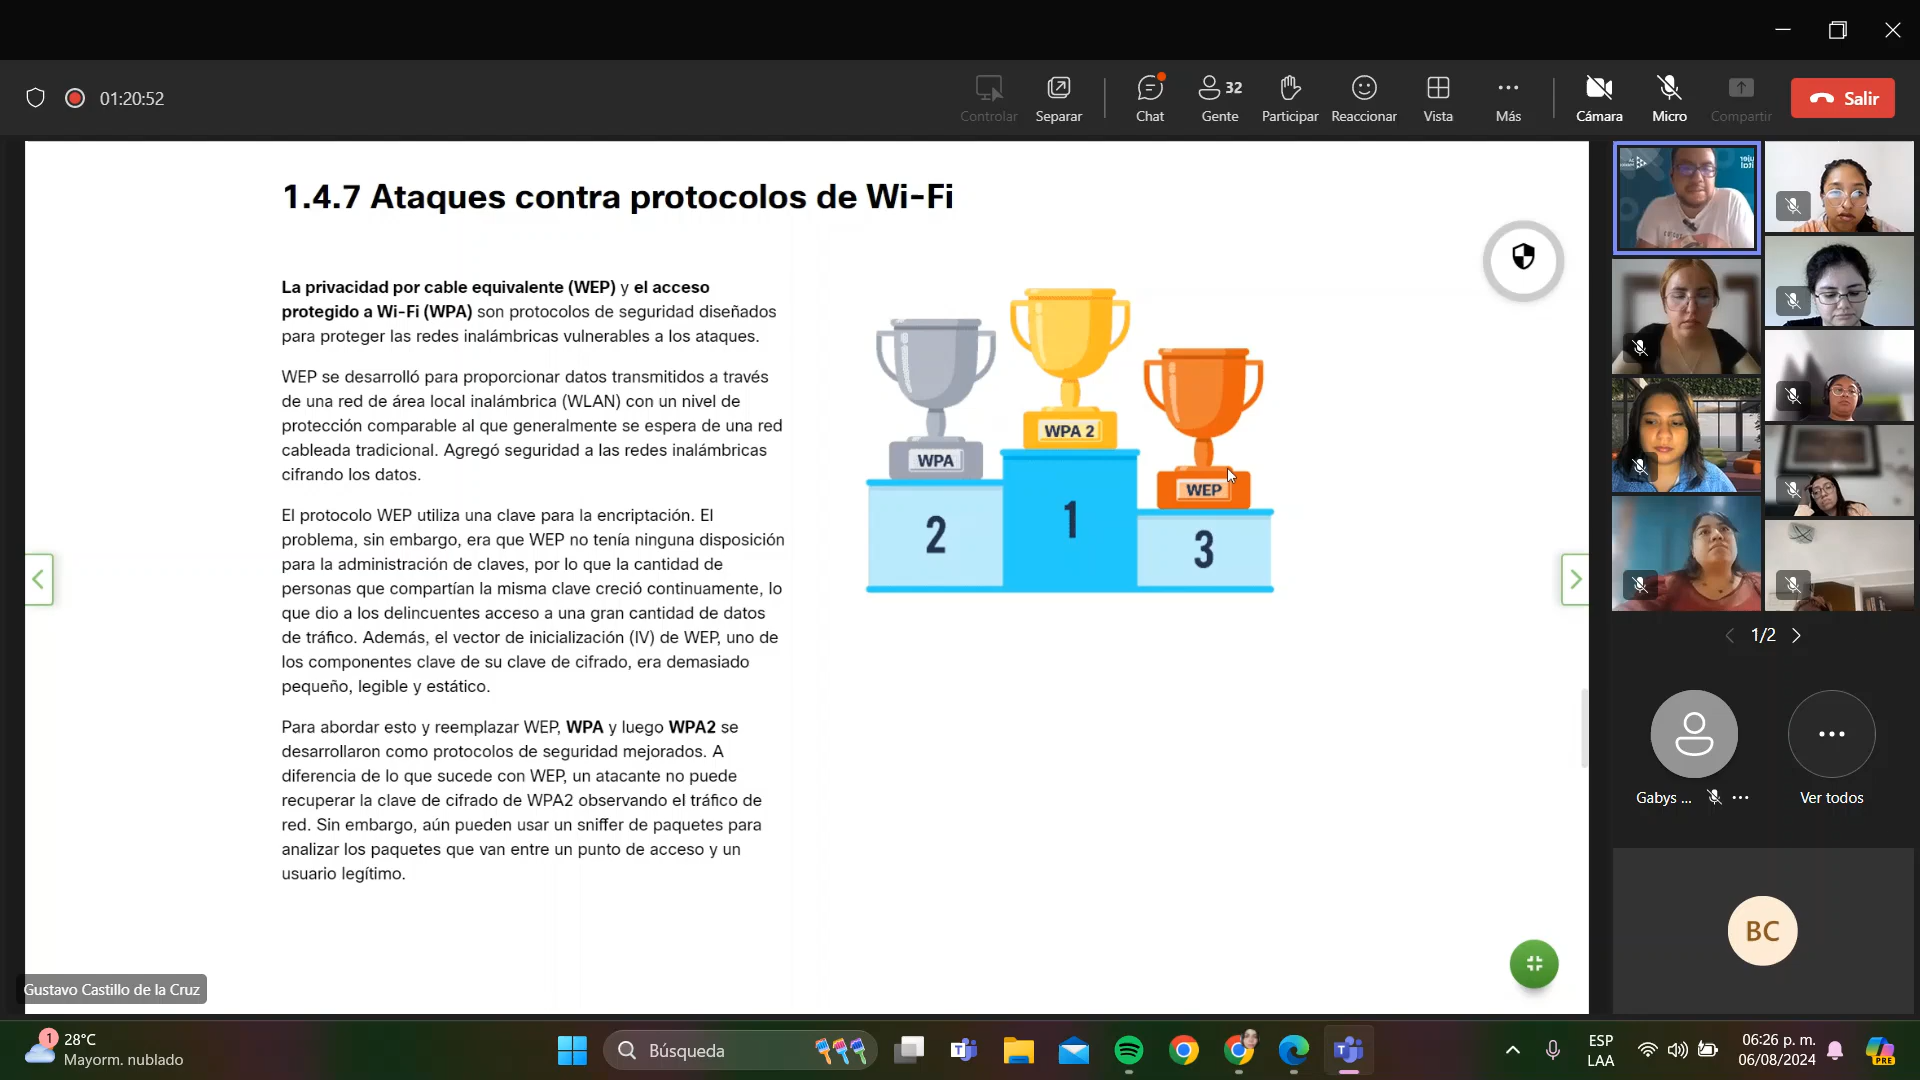 01:20:52
Controlar
Separar
Chat
32
Gente
Participar
Reaccionar
Vista
Más
Cámara
Micro
Compartir
Salir
1.4.7 Ataques contra protocolos de Wi-Fi
La privacidad por cable equivalente (WEP) y el acceso
protegido a Wi-Fi (WPA) son protocolos de seguridad diseñados
para proteger las redes inalámbricas vulnerables a los ataques.
WEP se desarrolló para proporcionar datos transmitidos a través
de una red de área local inalámbrica (WLAN) con un nivel de
protección comparable al que generalmente se espera de una red
cableada tradicional. Agregó seguridad a las redes inalámbricas
cifrando los datos.
El protocolo WEP utiliza una clave para la encriptación. El
problema, sin embargo, era que WEP no tenía ninguna disposición
para la administración de claves, por lo que la cantidad de
personas que compartían la misma clave creció continuamente, lo
que dio a los delincuentes acceso a una gran cantidad de datos
de tráfico. Además, el vector de inicialización (IV) de WEP, uno de
los componentes clave de su clave de cifrado, era demasiado
pequeño, legible y estático.
Para abordar esto y reemplazar WEP, WPA y luego WPA2 se
desarrollaron como protocolos de seguridad mejorados. A
diferencia de lo que sucede con WEP, un atacante no puede
recuperar la clave de cifrado de WPA2 observando el tráfico de
red. Sin embargo, aún pueden usar un sniffer de paquetes para
analizar los paquetes que van entre un punto de acceso y un
usuario legítimo.
WPA
WPA 2
WEP
2
1
3
1/2
Gabys ...
Ver todos
BC
Gustavo Castillo de la Cruz
1
28°C
Mayorm. nublado
Búsqueda
ESP
LAA
06:26 p. m.
06/08/2024
PRE